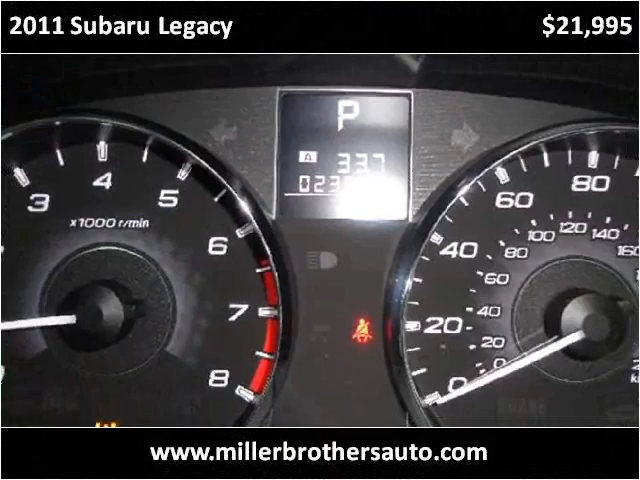 2011 Subaru Legacy $21,995
P
A 337
3 4 5 6 7 8
x1000 r/min
0 20 40 60 80
0 20 40 60 80 100 120 140 160
www.millerbrothersauto.com